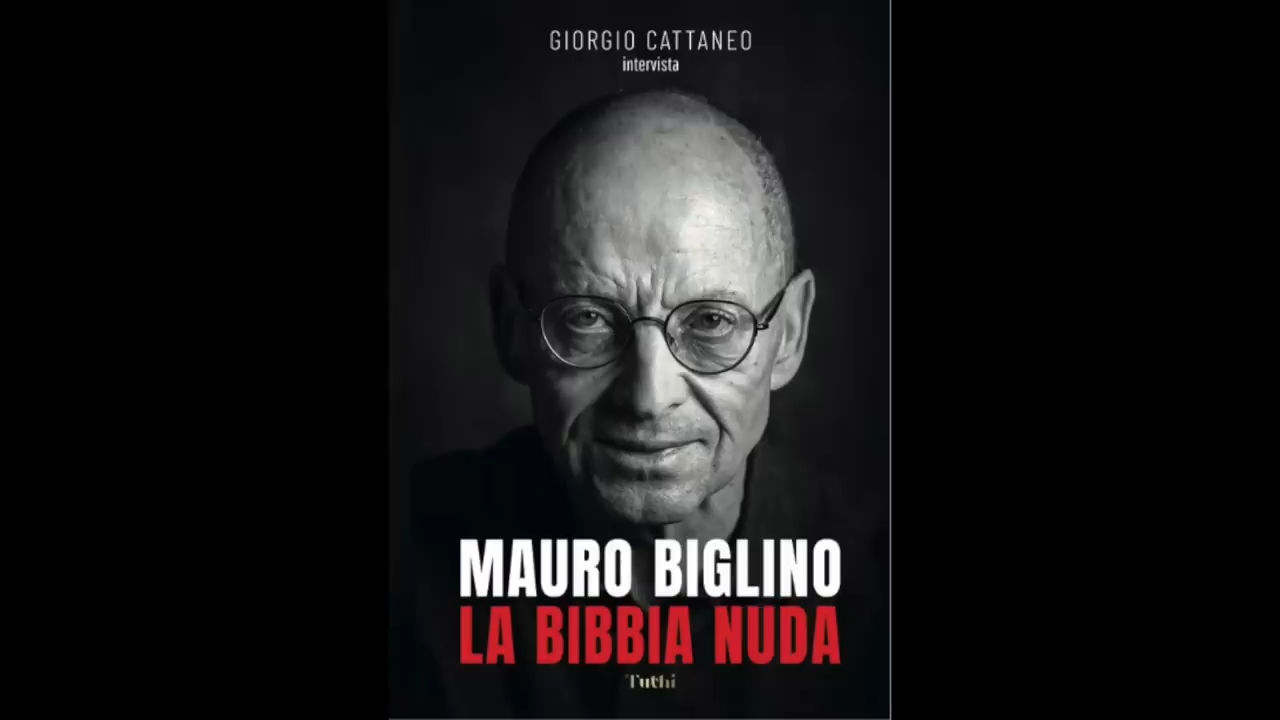 GIORGIO CATTANEO
intervista
MAURO BIGLINO
LA BIBBIA NUDA
Tuthi